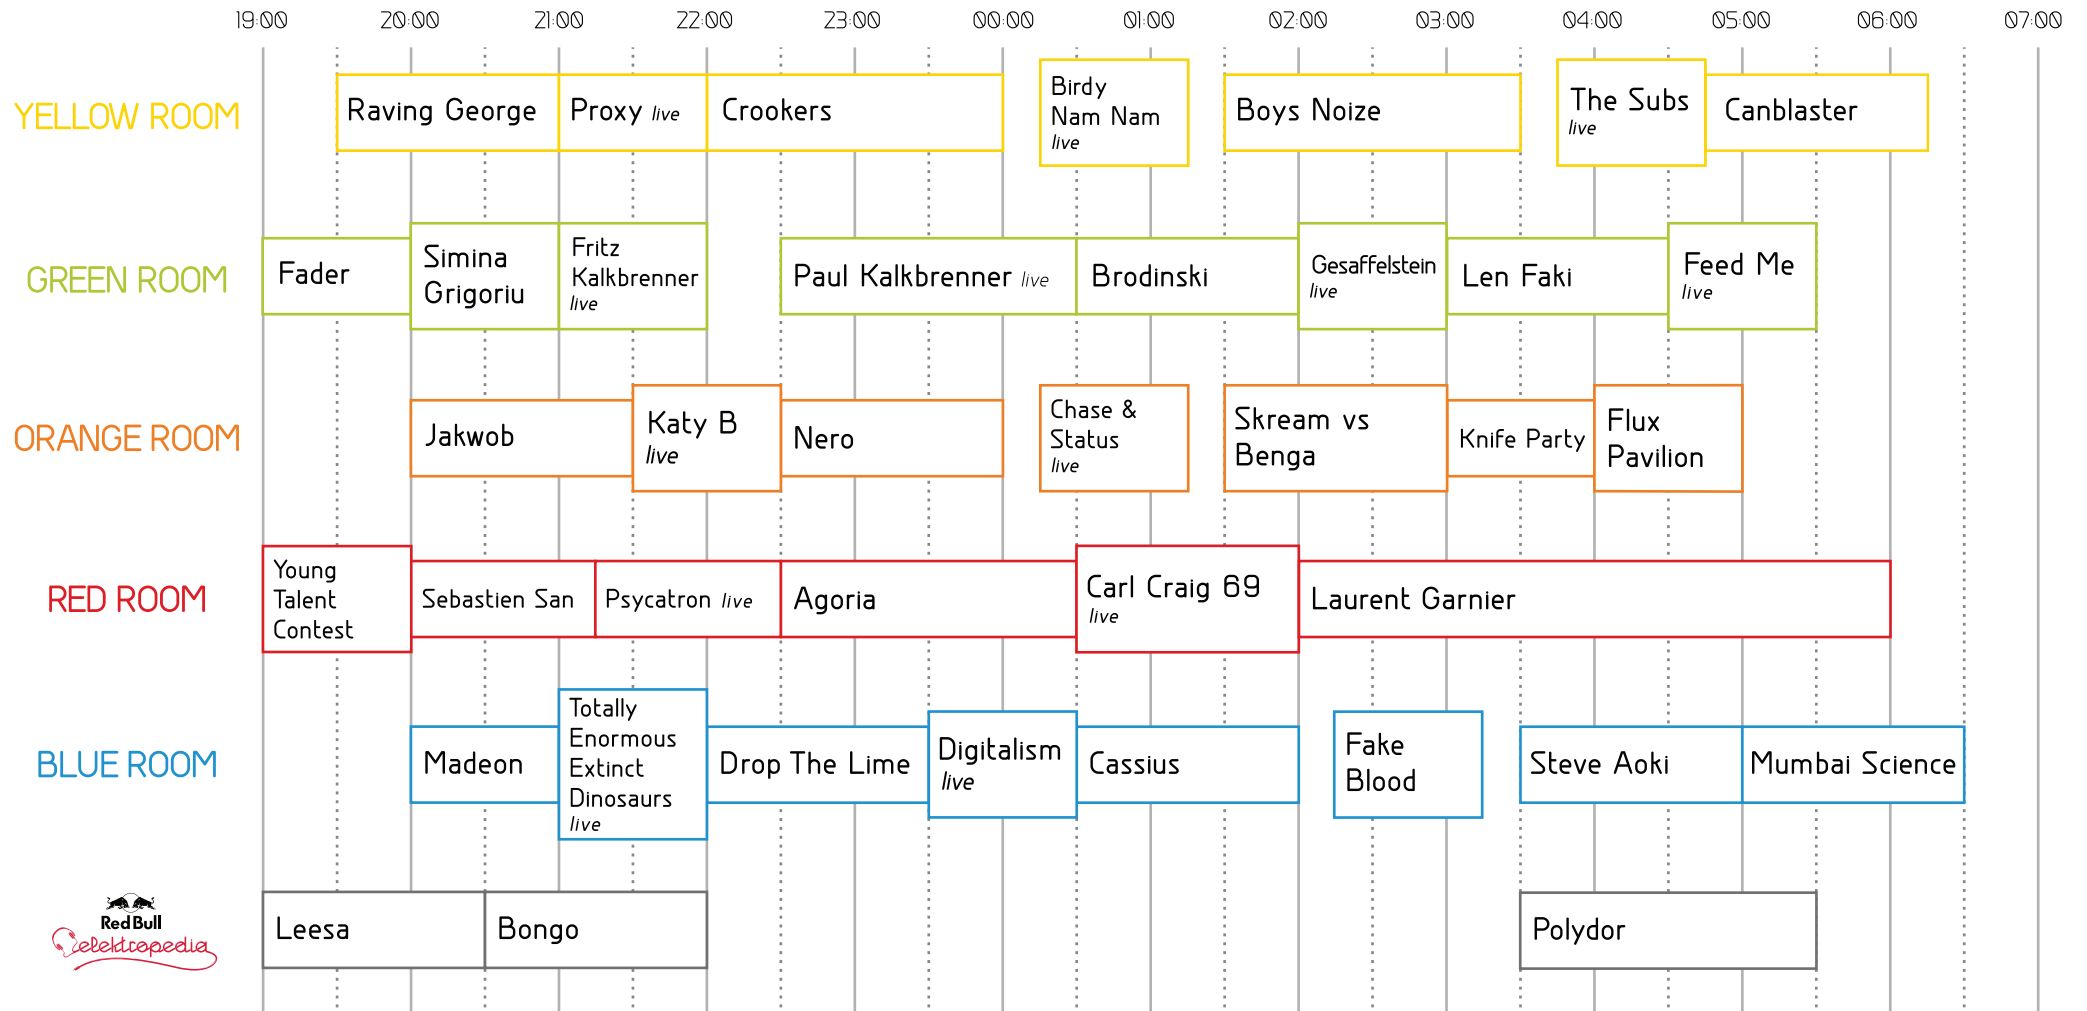 19:00 20:00 21:00 22:00 23:00 00:00 01:00 02:00 03:00 04:00 05:00 06:00 07:00
YELLOW ROOM
Raving George
Proxy live
Crookers
Birdy
Nam Nam
live
Boys Noize
The Subs
live
Canblaster
GREEN ROOM
Fader
Simina
Grigoriu
Fritz
Kalkbrenner
live
Paul Kalkbrenner live
Brodinski
Gesaffelstein
live
Len Faki
Feed Me
live
ORANGE ROOM
Jakwob
Katy B
live
Nero
Chase &
Status
live
Skream vs
Benga
Knife Party
Flux
Pavilion
RED ROOM
Young
Talent
Contest
Sebastien San
Psycatron live
Agoria
Carl Craig 69
live
Laurent Garnier
BLUE ROOM
Madeon
Totally
Enormous
Extinct
Dinosaurs
live
Drop The Lime
Digitalism
live
Cassius
Fake
Blood
Steve Aoki
Mumbai Science
Red Bull
elektropedia
Leesa
Bongo
Polydor